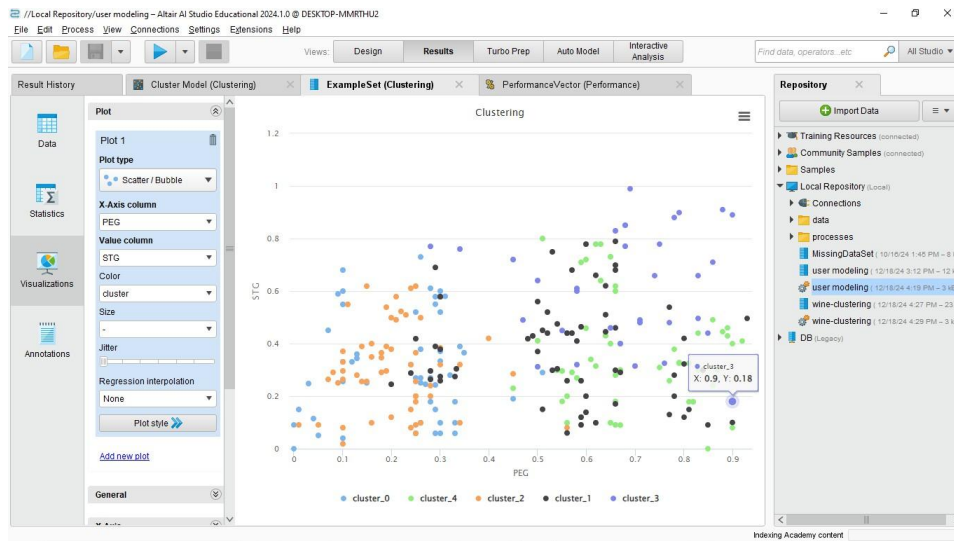 //Local Repository/user modeling – Altair AI Studio Educational 2024.1.0 @ DESKTOP-MMRTHU2
File Edit Process View Connections Settings Extensions Help
Views: Design Results Turbo Prep Auto Model Interactive Analysis
Find data, operators...etc
All Studio
Result History
Cluster Model (Clustering)
ExampleSet (Clustering)
PerformanceVector (Performance)
Data
Statistics
Visualizations
Annotations
Plot
Plot 1
Plot type
Scatter / Bubble
X-Axis column
PEG
Value column
STG
Color
cluster
Size
-
Jitter
Regression interpolation
None
Plot style
Add new plot
General
Clustering
STG
1.2
1
0.8
0.6
0.4
0.2
0
0 0.1 0.2 0.3 0.4 0.5 0.6 0.7 0.8 0.9
PEG
cluster_3
X: 0.9, Y: 0.18
cluster_0 cluster_4 cluster_2 cluster_1 cluster_3
Repository
Import Data
Training Resources (connected)
Community Samples (connected)
Samples
Local Repository (Local)
Connections
data
processes
MissingDataSet (10/16/24 1:45 PM – 8
user modeling (12/18/24 3:12 PM – 12
user modeling (12/18/24 4:19 PM – 3 kB
wine-clustering (12/18/24 4:27 PM – 23
wine-clustering (12/18/24 4:29 PM – 3
DB (Legacy)
Indexing Academy content